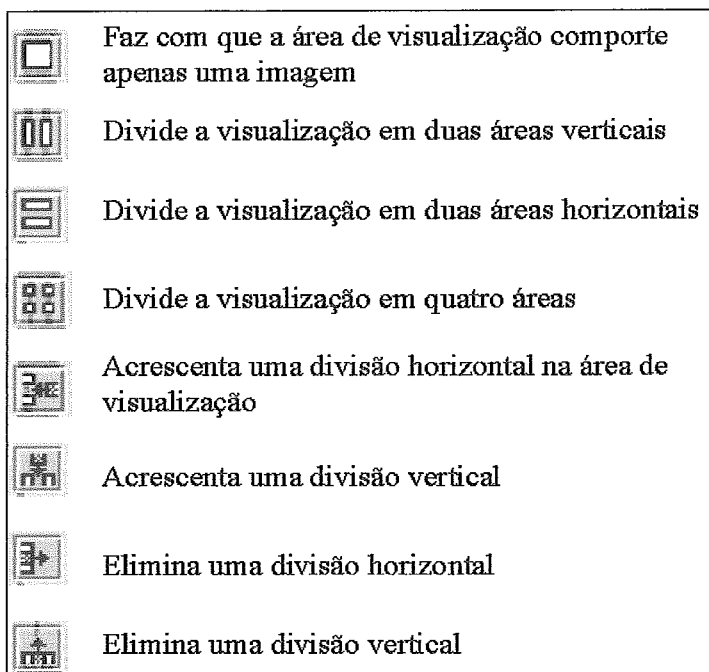 Faz com que a área de visualização comporte
apenas uma imagem
Divide a visualização em duas áreas verticais
Divide a visualização em duas áreas horizontais
Divide a visualização em quatro áreas
Acrescenta uma divisão horizontal na área de
visualização
Acrescenta uma divisão vertical
Elimina uma divisão horizontal
Elimina uma divisão vertical